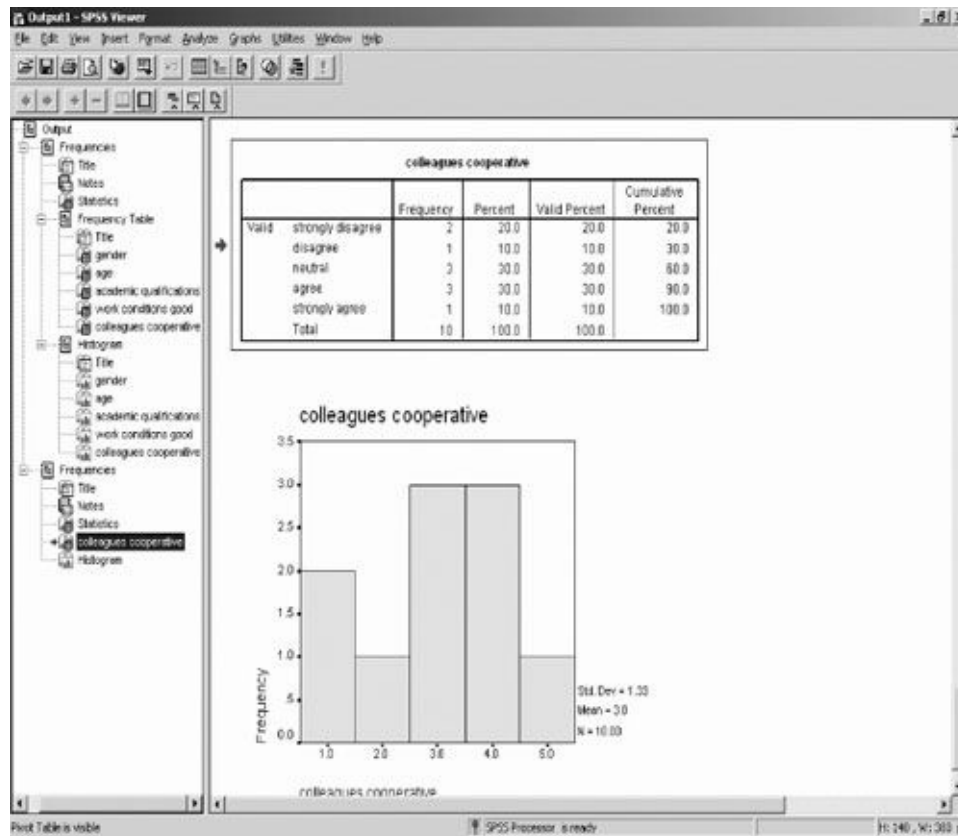 Output1 - SPSS Viewer
File Edit View Insert Format Analyze Graphs Utilities Window Help
Output
Frequencies
Title
Notes
Statistics
Frequency Table
Title
gender
age
academic qualifications
work conditions good
colleagues cooperative
Histogram
Title
gender
age
academic qualifications
work conditions good
colleagues cooperative
Frequencies
Title
Notes
Statistics
colleagues cooperative
Histogram
colleagues cooperative
Frequency Percent Valid Percent Cumulative Percent
Valid strongly disagree 2 20.0 20.0 20.0
disagree 1 10.0 10.0 30.0
neutral 3 30.0 30.0 60.0
agree 3 30.0 30.0 90.0
strongly agree 1 10.0 10.0 100.0
Total 10 100.0 100.0
colleagues cooperative
3.5
3.0
2.5
2.0
1.5
1.0
.5
0.0
Frequency
1.0 2.0 3.0 4.0 5.0
Std. Dev = 1.33
Mean = 3.0
N = 10.00
colleagues cooperative
Pivot Table is visible
SPSS Processor is ready
H: 140 , W: 380